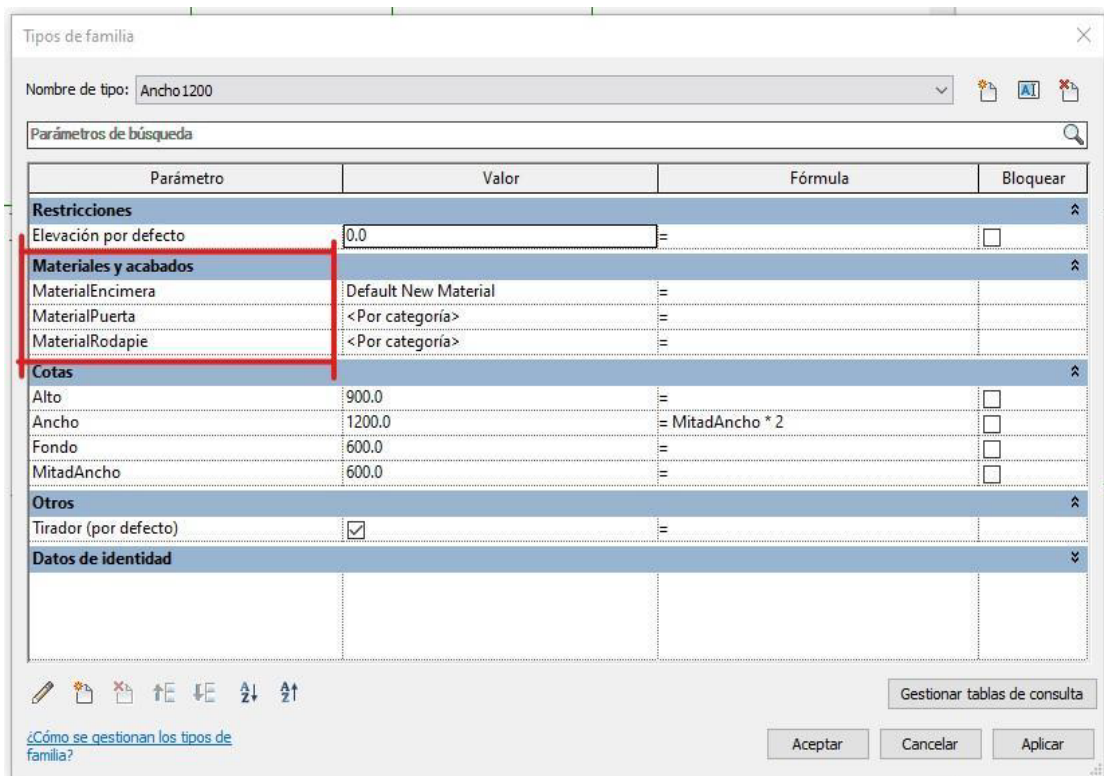 Tipos de familia
Nombre de tipo: Ancho1200
AI
Parámetros de búsqueda
Parámetro Valor Fórmula Bloquear
Restricciones
Elevación por defecto 0.0 =
Materiales y acabados
MaterialEncimera Default New Material =
MaterialPuerta <Por categoría> =
MaterialRodapie <Por categoría> =
Cotas
Alto 900.0 =
Ancho 1200.0 = MitadAncho * 2
Fondo 600.0 =
MitadAncho 600.0 =
Otros
Tirador (por defecto) =
Datos de identidad
Gestionar tablas de consulta
¿Cómo se gestionan los tipos de
familia?
Aceptar Cancelar Aplicar